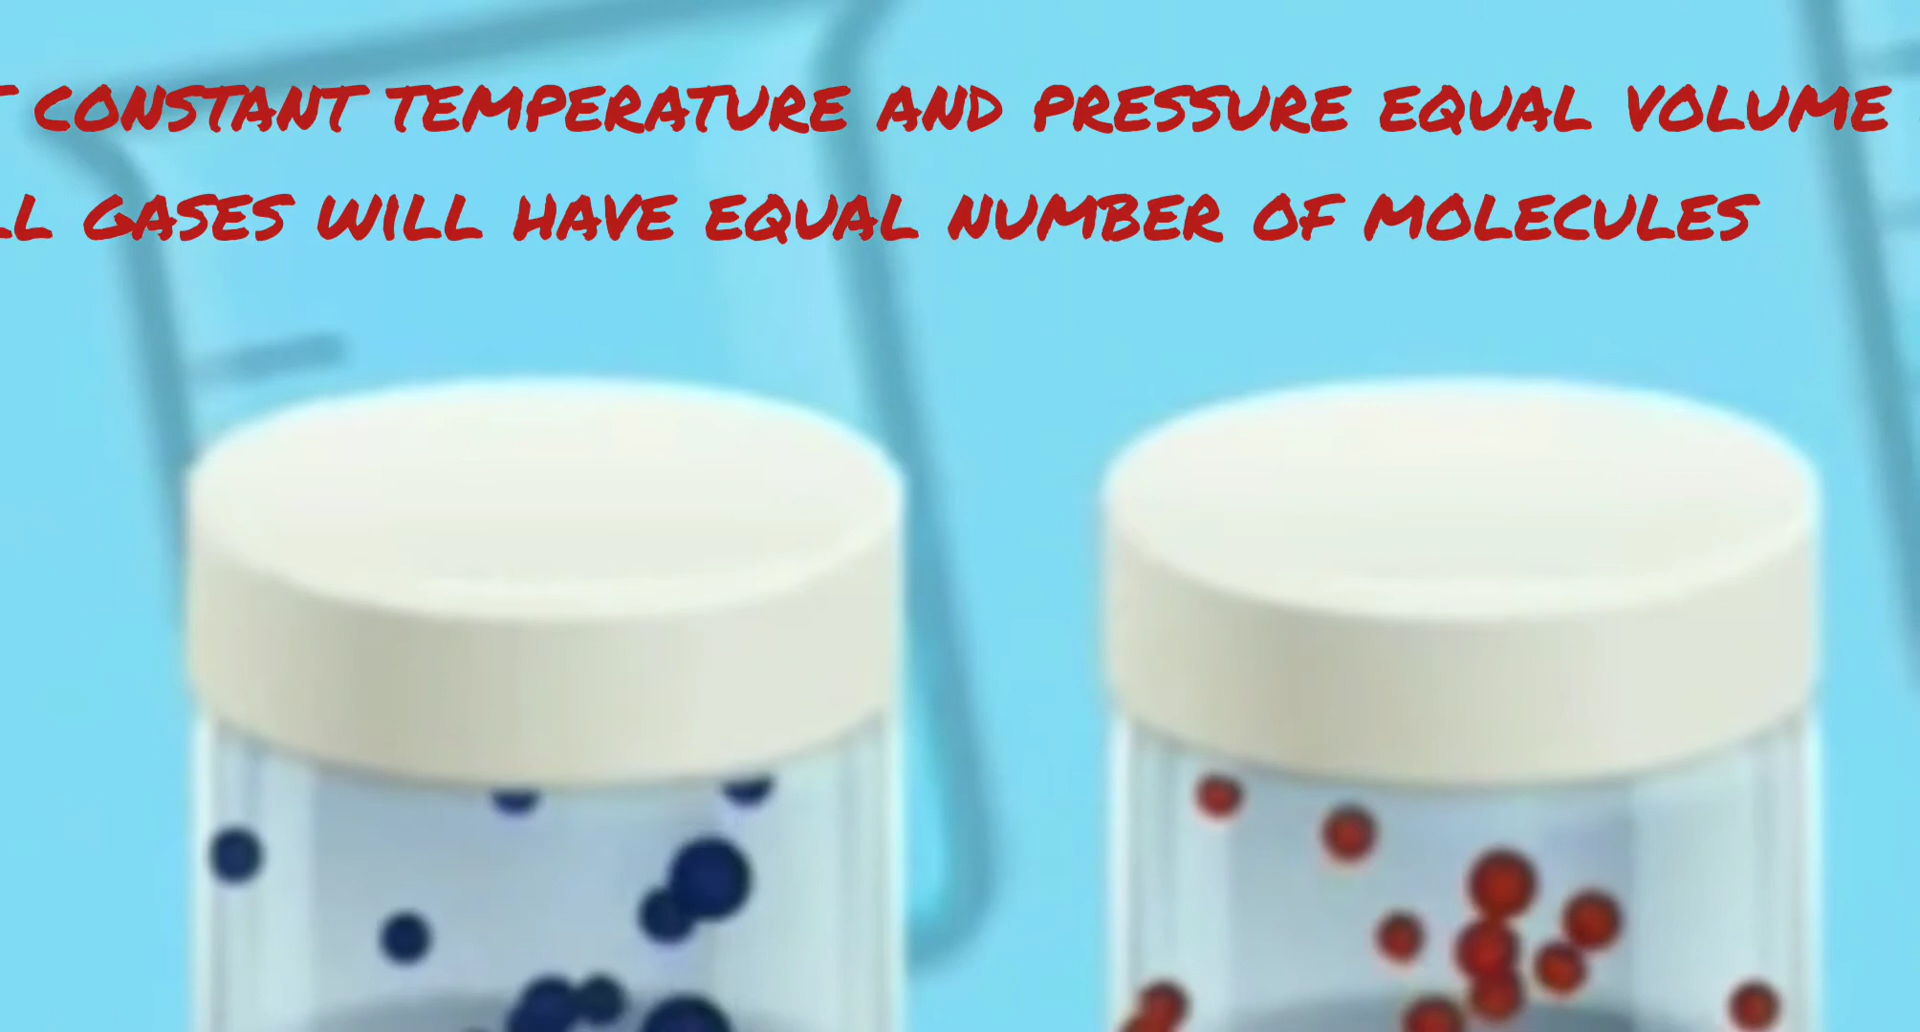 CONSTANT TEMPERATURE AND PRESSURE EQUAL VOLUME
GASES WILL HAVE EQUAL NUMBER OF MOLECULES